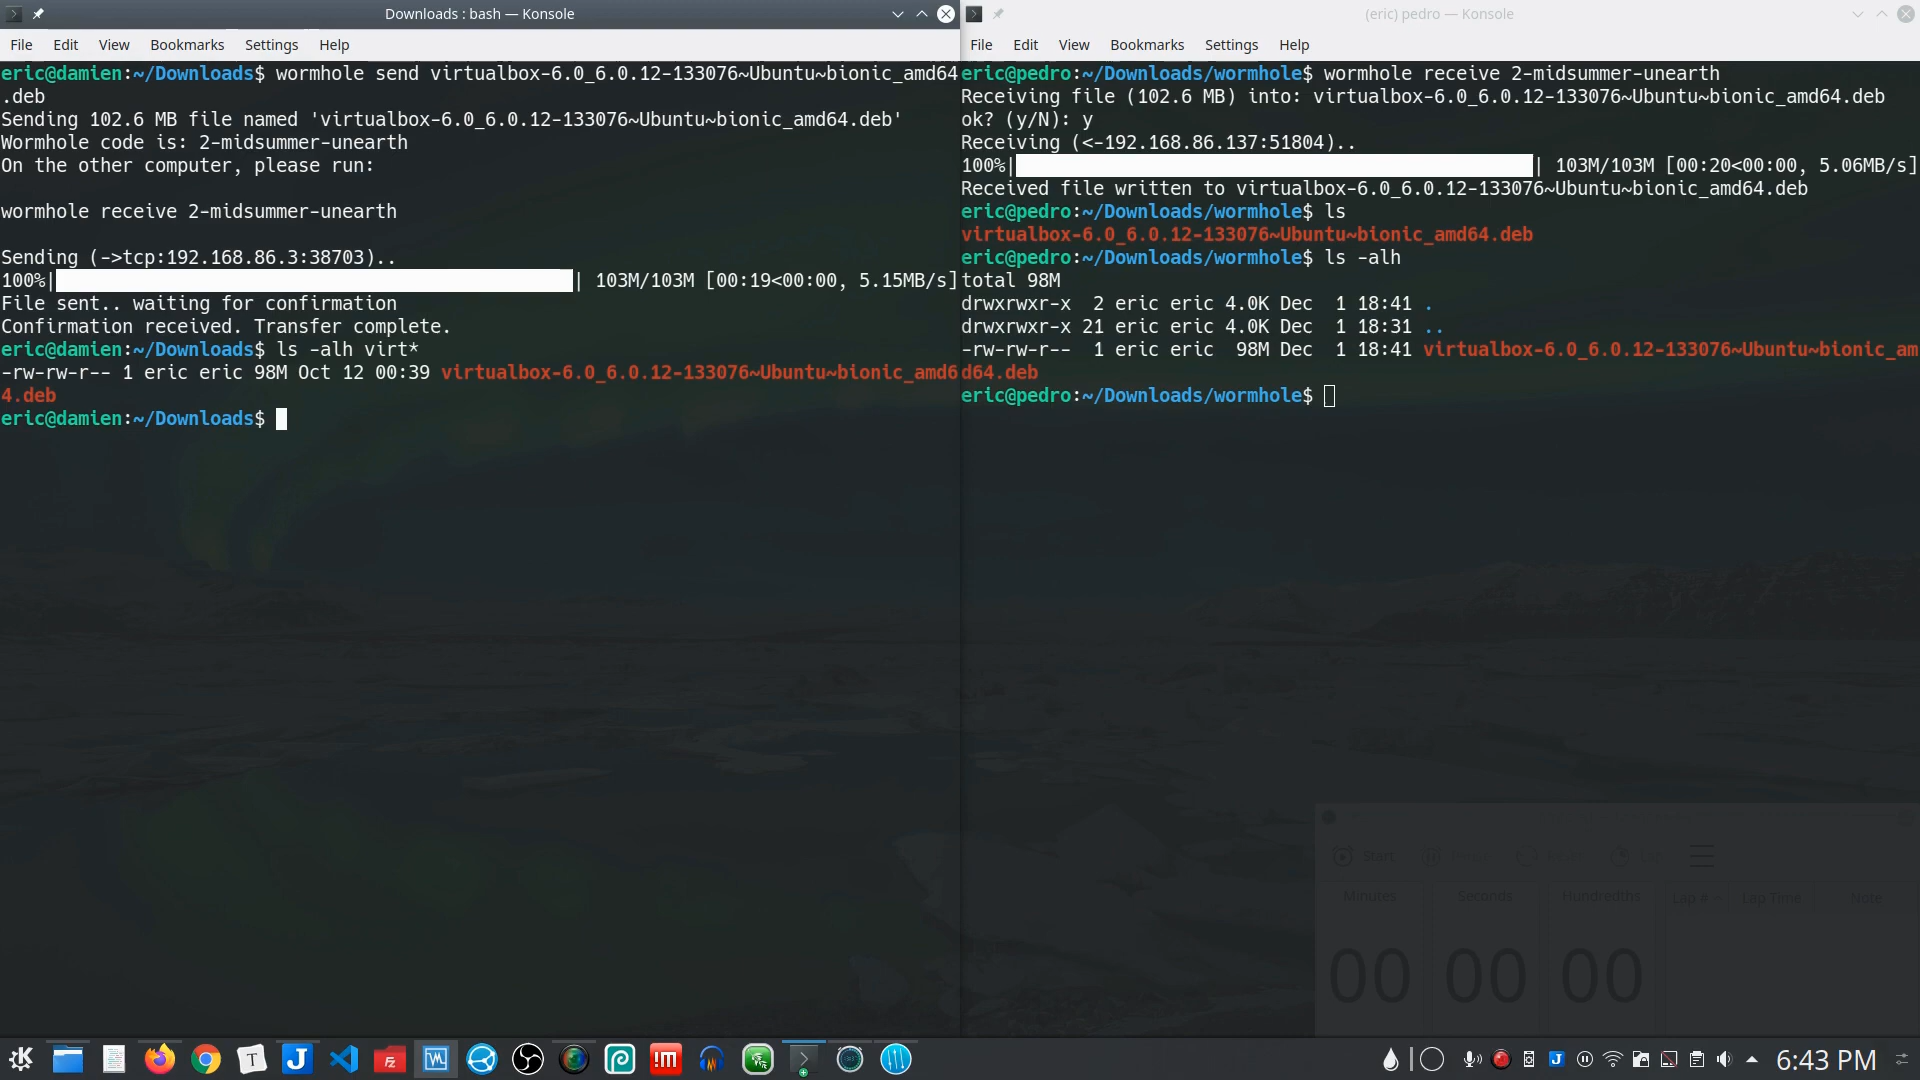 Downloads : bash — Konsole
File Edit View Bookmarks Settings Help
eric@damien:~/Downloads$ wormhole send virtualbox-6.0_6.0.12-133076~Ubuntu~bionic_amd64
.deb
Sending 102.6 MB file named 'virtualbox-6.0_6.0.12-133076~Ubuntu~bionic_amd64.deb'
Wormhole code is: 2-midsummer-unearth
On the other computer, please run:
wormhole receive 2-midsummer-unearth
Sending (->tcp:192.168.86.3:38703)..
100%| | 103M/103M [00:19<00:00, 5.15MB/s]
File sent.. waiting for confirmation
Confirmation received. Transfer complete.
eric@damien:~/Downloads$ ls -alh virt*
-rw-rw-r-- 1 eric eric 98M Oct 12 00:39 virtualbox-6.0_6.0.12-133076~Ubuntu~bionic_amd6
4.deb
eric@damien:~/Downloads$
(eric) pedro — Konsole
File Edit View Bookmarks Settings Help
eric@pedro:~/Downloads/wormhole$ wormhole receive 2-midsummer-unearth
Receiving file (102.6 MB) into: virtualbox-6.0_6.0.12-133076~Ubuntu~bionic_amd64.deb
ok? (y/N): y
Receiving (<-192.168.86.137:51804)..
100%| | 103M/103M [00:20<00:00, 5.06MB/s]
Received file written to virtualbox-6.0_6.0.12-133076~Ubuntu~bionic_amd64.deb
eric@pedro:~/Downloads/wormhole$ ls
virtualbox-6.0_6.0.12-133076~Ubuntu~bionic_amd64.deb
eric@pedro:~/Downloads/wormhole$ ls -alh
total 98M
drwxrwxr-x  2 eric eric 4.0K Dec  1 18:41 .
drwxrwxr-x 21 eric eric 4.0K Dec  1 18:31 ..
-rw-rw-r--  1 eric eric  98M Dec  1 18:41 virtualbox-6.0_6.0.12-133076~Ubuntu~bionic_am
d64.deb
eric@pedro:~/Downloads/wormhole$
Start
Minutes Seconds Hundredths Lap # Lap Time Note
00 00 00
6:43 PM